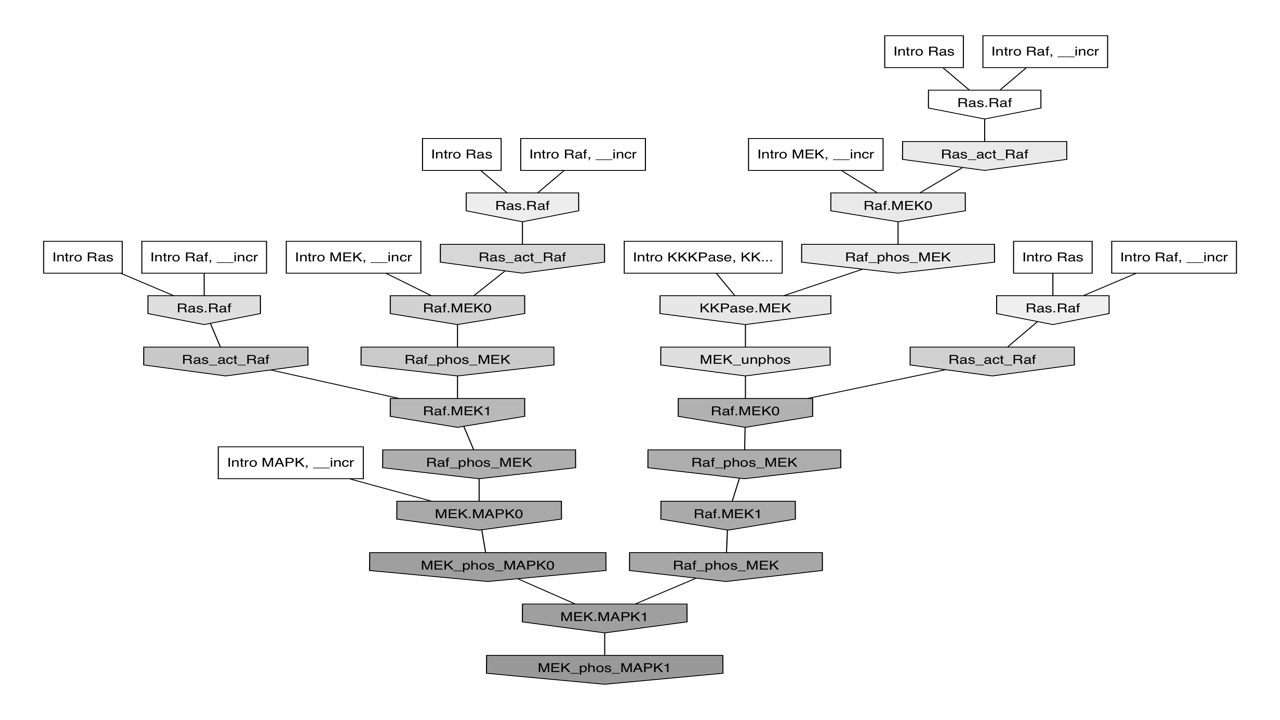 Intro Ras
Intro Raf, __incr
Ras.Raf
Intro Ras
Intro Raf, __incr
Intro MEK, __incr
Ras_act_Raf
Ras.Raf
Raf.MEK0
Intro Ras
Intro Raf, __incr
Intro MEK, __incr
Ras_act_Raf
Intro KKKPase, KK...
Raf_phos_MEK
Intro Ras
Intro Raf, __incr
Ras.Raf
Raf.MEK0
KKPase.MEK
Ras.Raf
Ras_act_Raf
Raf_phos_MEK
MEK_unphos
Ras_act_Raf
Raf.MEK1
Raf.MEK0
Intro MAPK, __incr
Raf_phos_MEK
Raf_phos_MEK
MEK.MAPK0
Raf.MEK1
MEK_phos_MAPK0
Raf_phos_MEK
MEK.MAPK1
MEK_phos_MAPK1